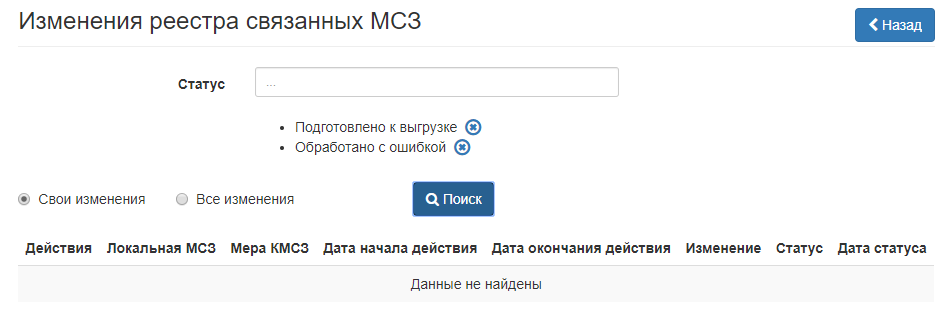 Изменения реестра связанных МСЗ
Назад
Статус
...
Подготовлено к выгрузке
Обработано с ошибкой
Свои изменения Все изменения Поиск
Действия Локальная МСЗ Мера КМСЗ Дата начала действия Дата окончания действия Изменение Статус Дата статуса
Данные не найдены